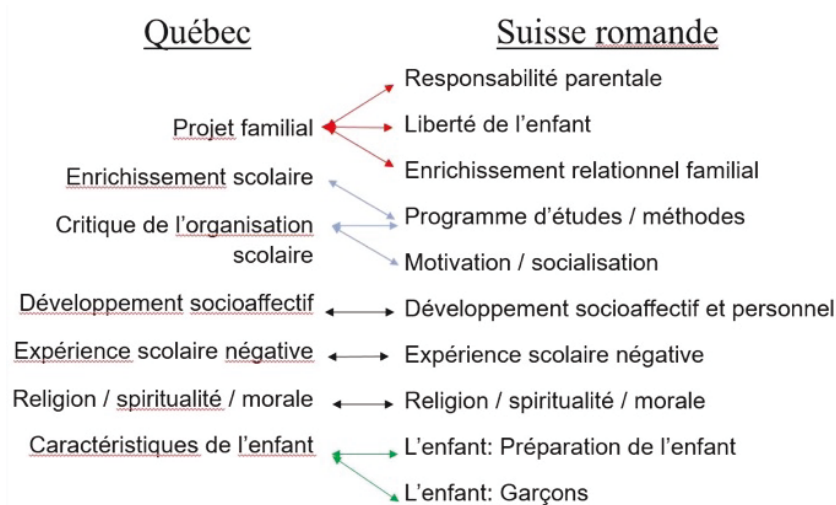 Québec
Suisse romande
Projet familial
Enrichissement scolaire
Critique de l'organisation
scolaire
Développement socioaffectif
Expérience scolaire négative
Religion / spiritualité / morale
Caractéristiques de l'enfant
Responsabilité parentale
Liberté de l'enfant
Enrichissement relationnel familial
Programme d'études / méthodes
Motivation / socialisation
Développement socioaffectif et personnel
Expérience scolaire négative
Religion / spiritualité / morale
L'enfant: Préparation de l'enfant
L'enfant: Garçons